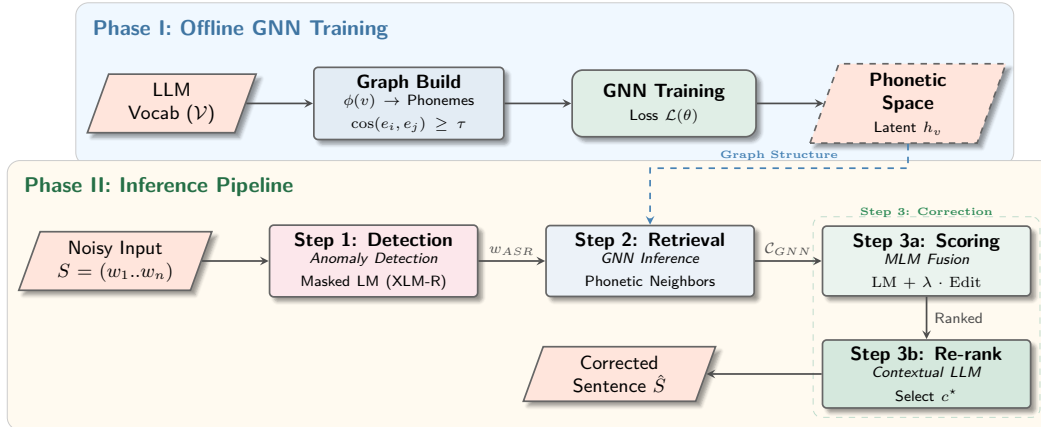 Phase I: Offline GNN Training
LLM
Vocab (𝒱)
Graph Build
ϕ(v) → Phonemes
cos(e_i, e_j) ≥ τ
GNN Training
Loss ℒ(θ)
Phonetic
Space
Latent h_v
Graph Structure
Phase II: Inference Pipeline
Noisy Input
S = (w_1..w_n)
Step 1: Detection
Anomaly Detection
Masked LM (XLM-R)
w_ASR
Step 2: Retrieval
GNN Inference
Phonetic Neighbors
𝒞_GNN
Step 3: Correction
Step 3a: Scoring
MLM Fusion
LM + λ · Edit
Ranked
Step 3b: Re-rank
Contextual LLM
Select c⋆
Corrected
Sentence Ŝ